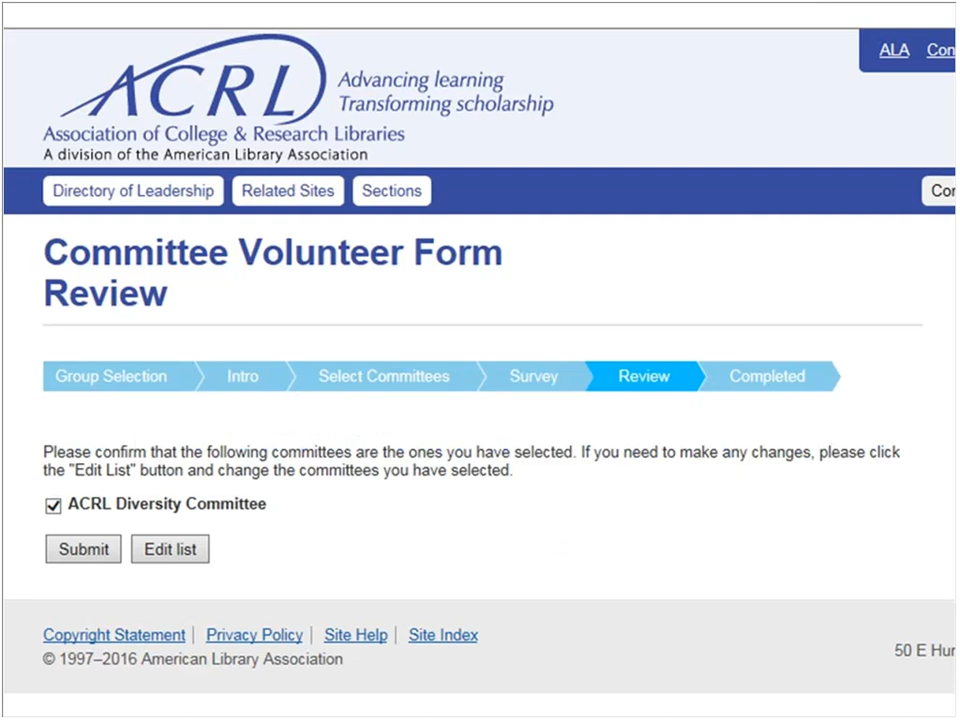 ALA
ACRL
Advancing learning
Transforming scholarship
Association of College & Research Libraries
A division of the American Library Association
Directory of Leadership Related Sites Sections
Committee Volunteer Form
Review
Group Selection Intro Select Committees Survey Review Completed
Please confirm that the following committees are the ones you have selected. If you need to make any changes, please click
the "Edit List" button and change the committees you have selected.
ACRL Diversity Committee
Submit Edit list
Copyright Statement | Privacy Policy | Site Help | Site Index
© 1997–2016 American Library Association
50 E